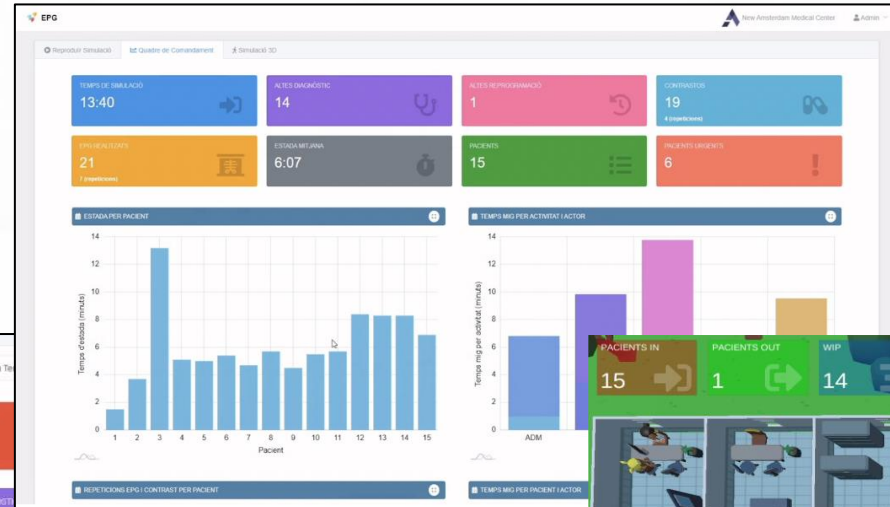 EPG
New Amsterdam Medical Center
Admin
Reproduir Simulació
Quadre de Comandament
Simulació 3D
TEMPS DE SIMULACIÓ
13:40
ALTES DIAGNÒSTIC
14
ALTES REPROGRAMACIÓ
1
CONTRASTOS
19
4 (repeticions)
EPG REALITZATS
21
7 (repeticions)
ESTADA MITJANA
6:07
PACIENTS
15
PACIENTS URGENTS
6
ESTADA PER PACIENT
TEMPS MIG PER ACTIVITAT I ACTOR
14
12
10
8
6
4
2
0
Temps d'estada (minuts)
1 2 3 4 5 6 7 8 9 10 11 12 13 14 15
Pacient
14
12
10
8
6
4
2
0
Temps mig per activitat (minuts)
ADM
PACIENTS IN
15
PACIENTS OUT
1
WIP
14
REPETICIONS EPG I CONTRAST PER PACIENT
TEMPS MIG PER PACIENT I ACTOR